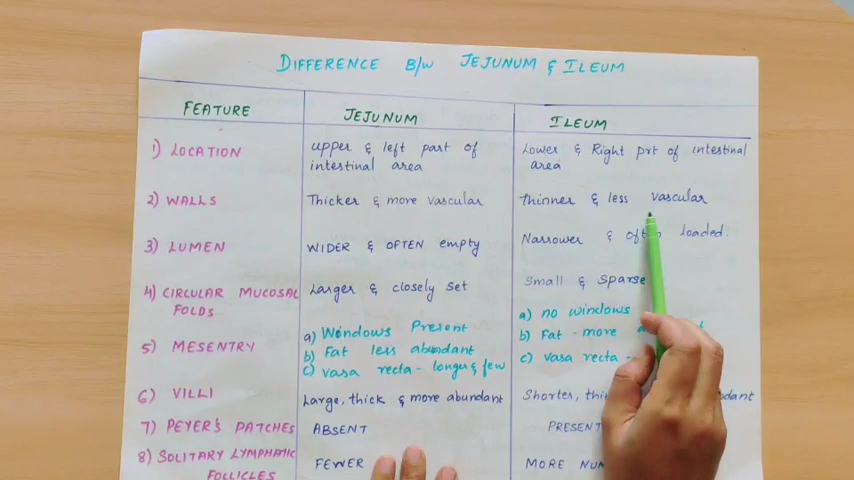 DIFFERENCE B/W JEJUNUM & ILEUM
FEATURE JEJUNUM ILEUM
1) LOCATION upper & left part of intestinal area Lower & Right prt of intestinal area
2) WALLS Thicker & more vascular Thinner & less vascular
3) LUMEN WIDER & OFTEN empty Narrower & often loaded.
4) CIRCULAR MUCOSAL FOLDS Larger & closely set Small & sparse
5) MESENTRY
a) Windows Present
b) Fat less abundant
c) vasa recta - longer & few
a) no windows
b) Fat - more
c) vasa recta -
6) VILLI Large, thick & more abundant Shorter,
7) PEYER'S PATCHES ABSENT PRESENT
8) SOLITARY LYMPHATIC FOLLICLES FEWER MORE